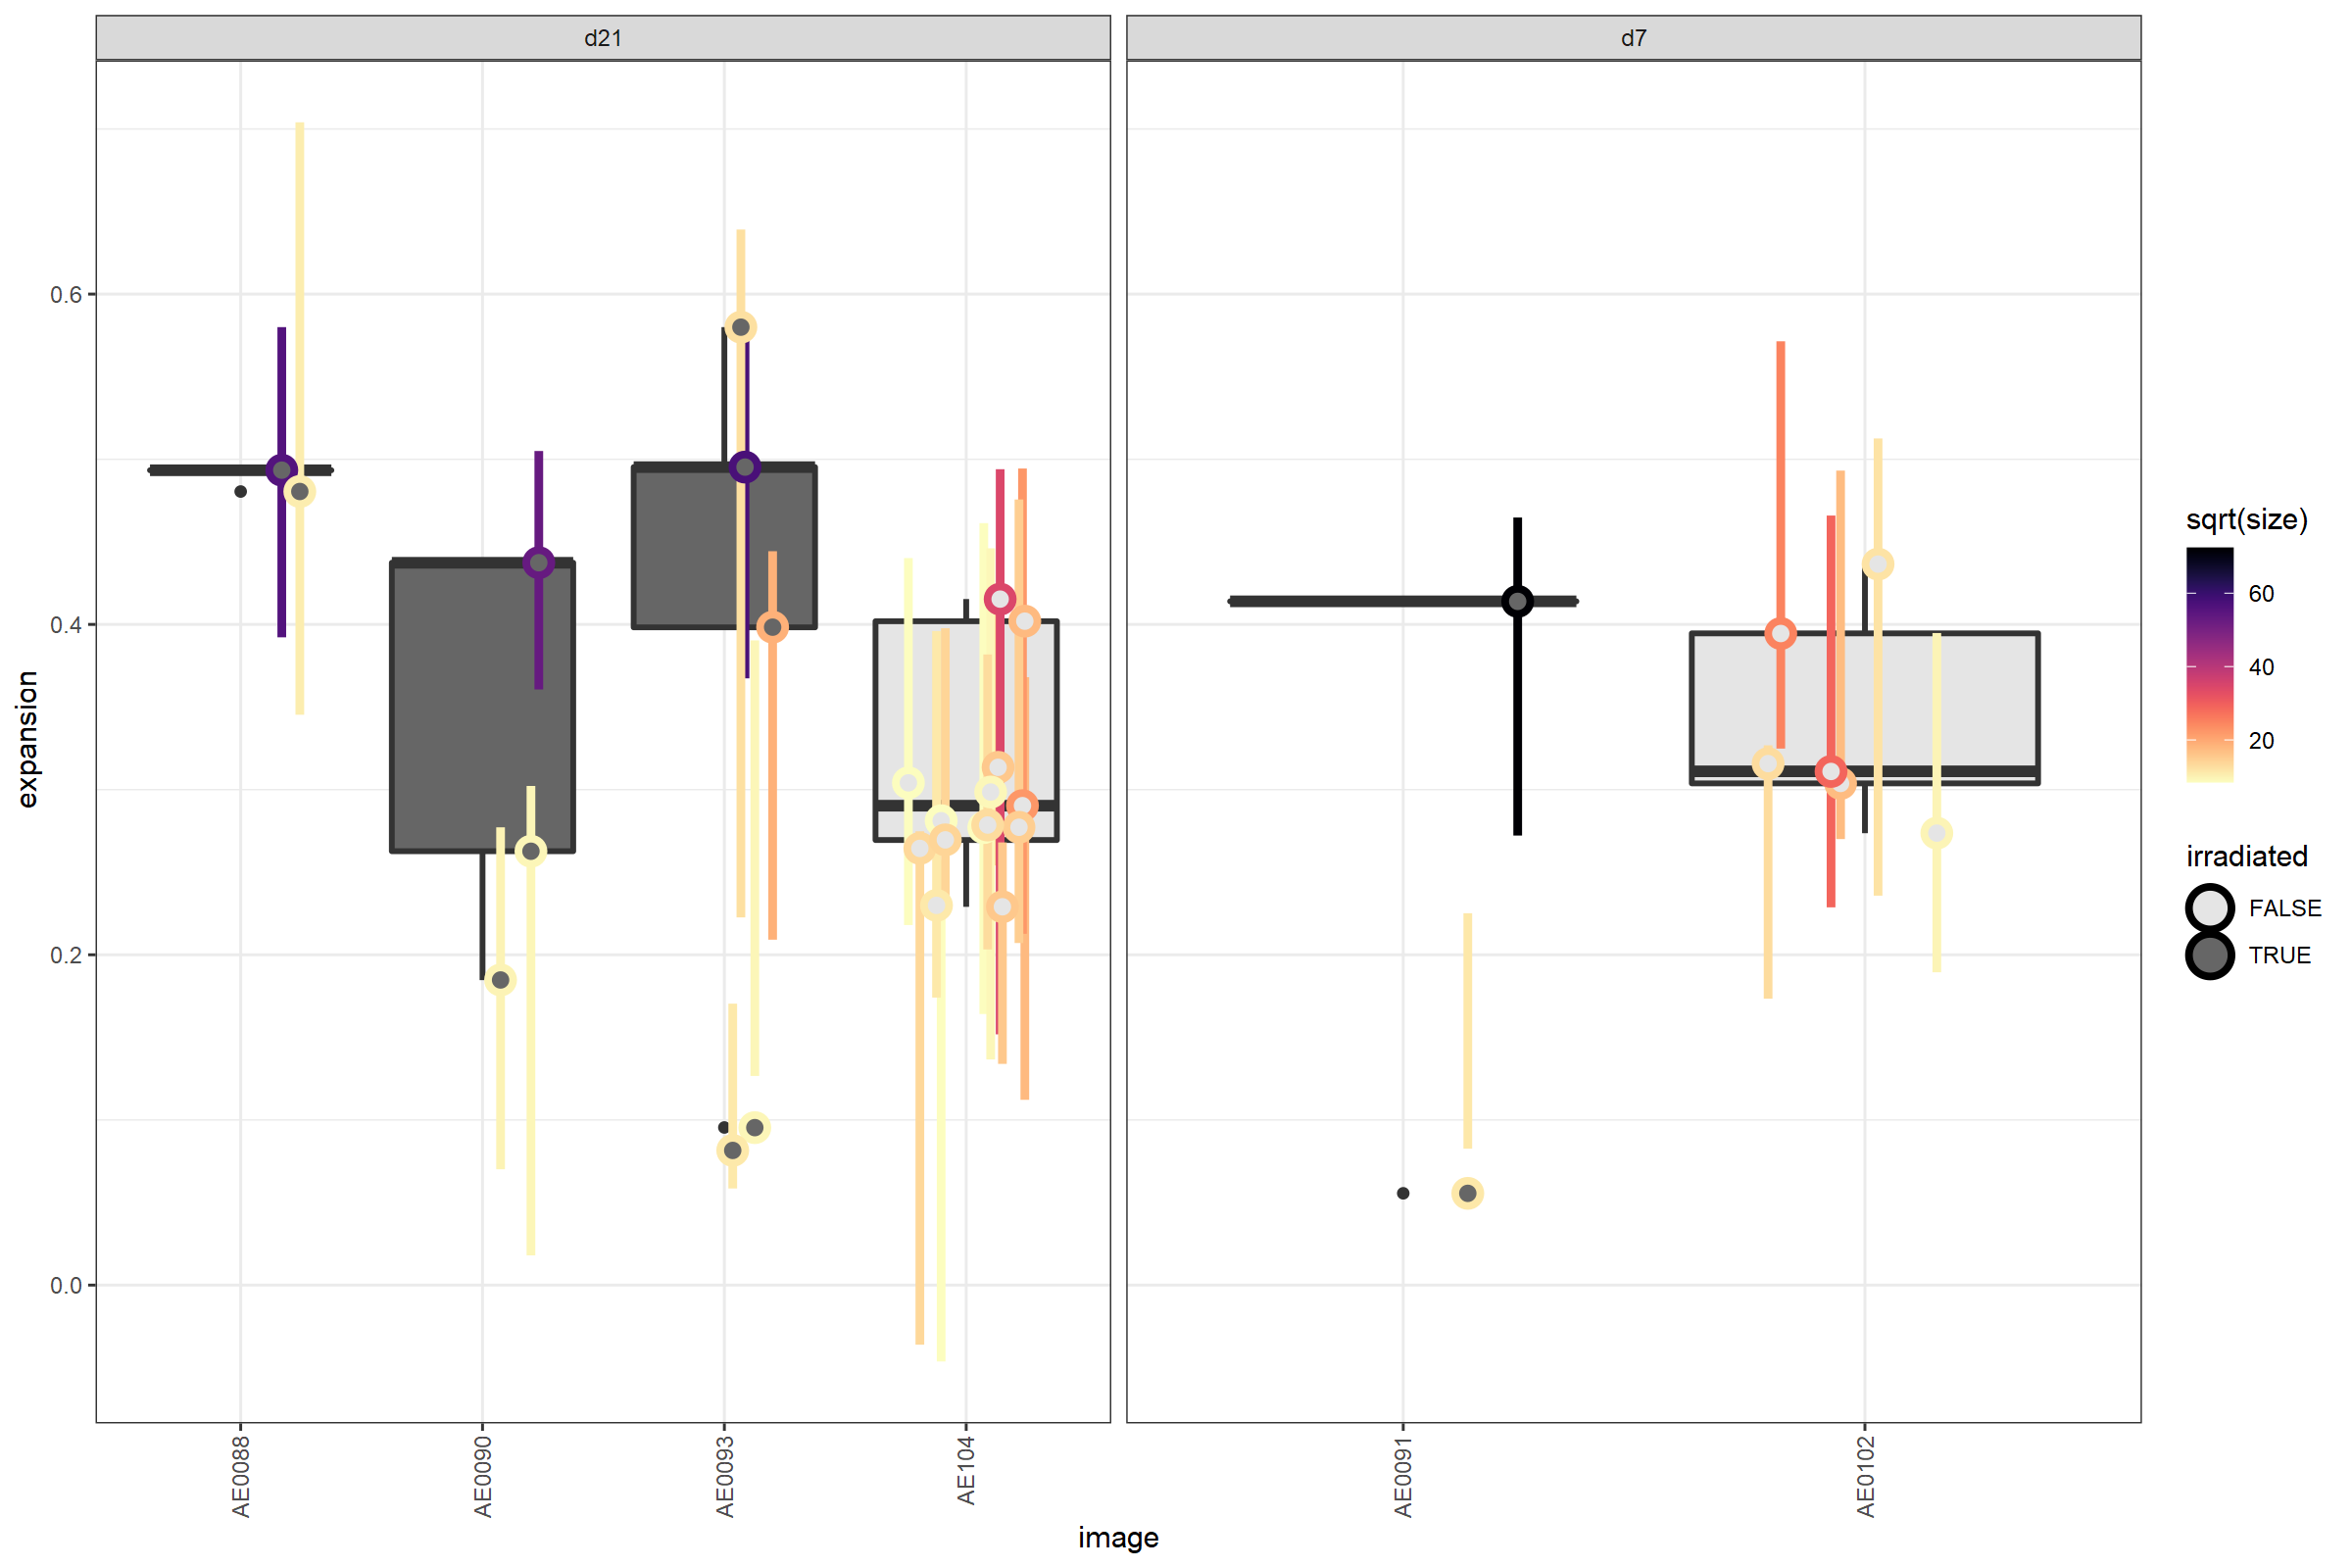 d21
d7
expansion
0.6
0.4
0.2
0.0
AE0088
AE0090
AE0093
AE104
AE0091
AE0102
image
sqrt(size)
60
40
20
irradiated
FALSE
TRUE